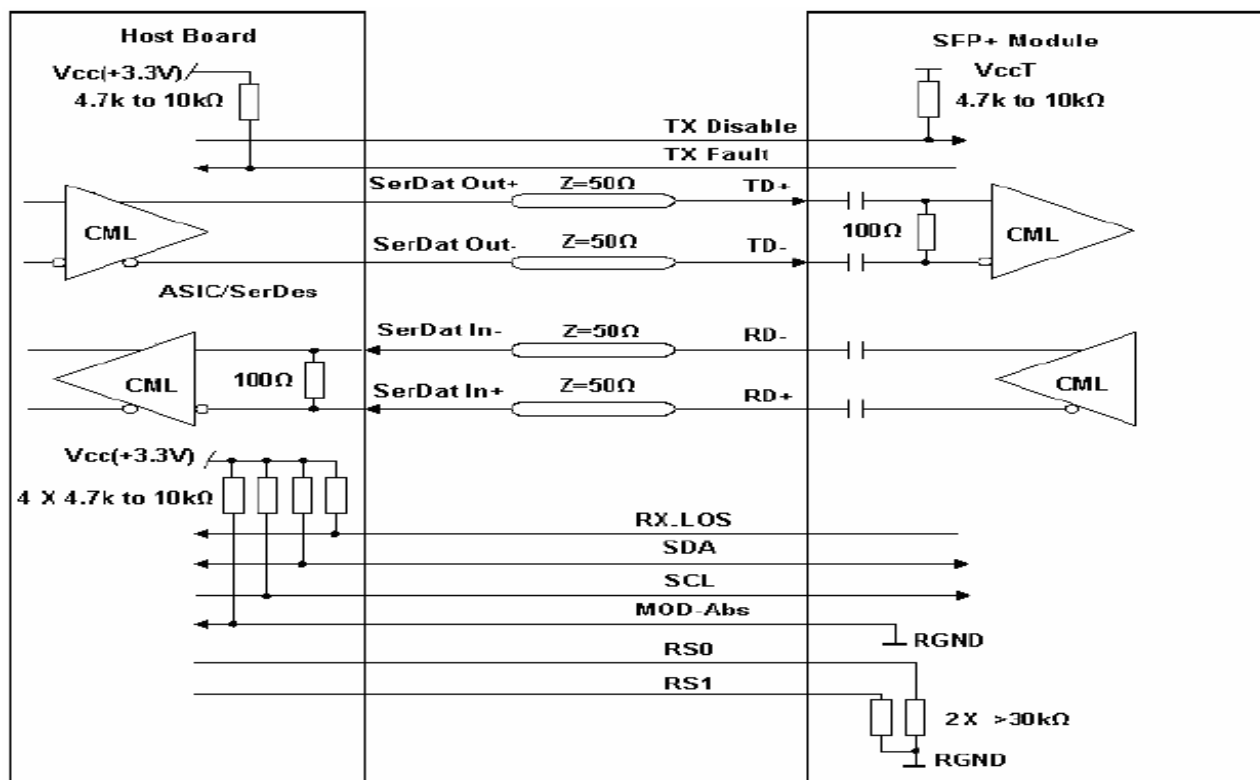 Host Board
SFP+ Module
Vcc(+3.3V)
4.7k to 10kΩ
VccT
4.7k to 10kΩ
TX Disable
TX Fault
SerDat Out+
Z=50Ω
TD+
CML
100Ω
CML
SerDat Out-
Z=50Ω
TD-
ASIC/SerDes
SerDat In-
Z=50Ω
RD-
CML
100Ω
CML
SerDat In+
Z=50Ω
RD+
Vcc(+3.3V)
4 X 4.7k to 10kΩ
RX_LOS
SDA
SCL
MOD-Abs
RGND
RS0
RS1
2X >30kΩ
RGND